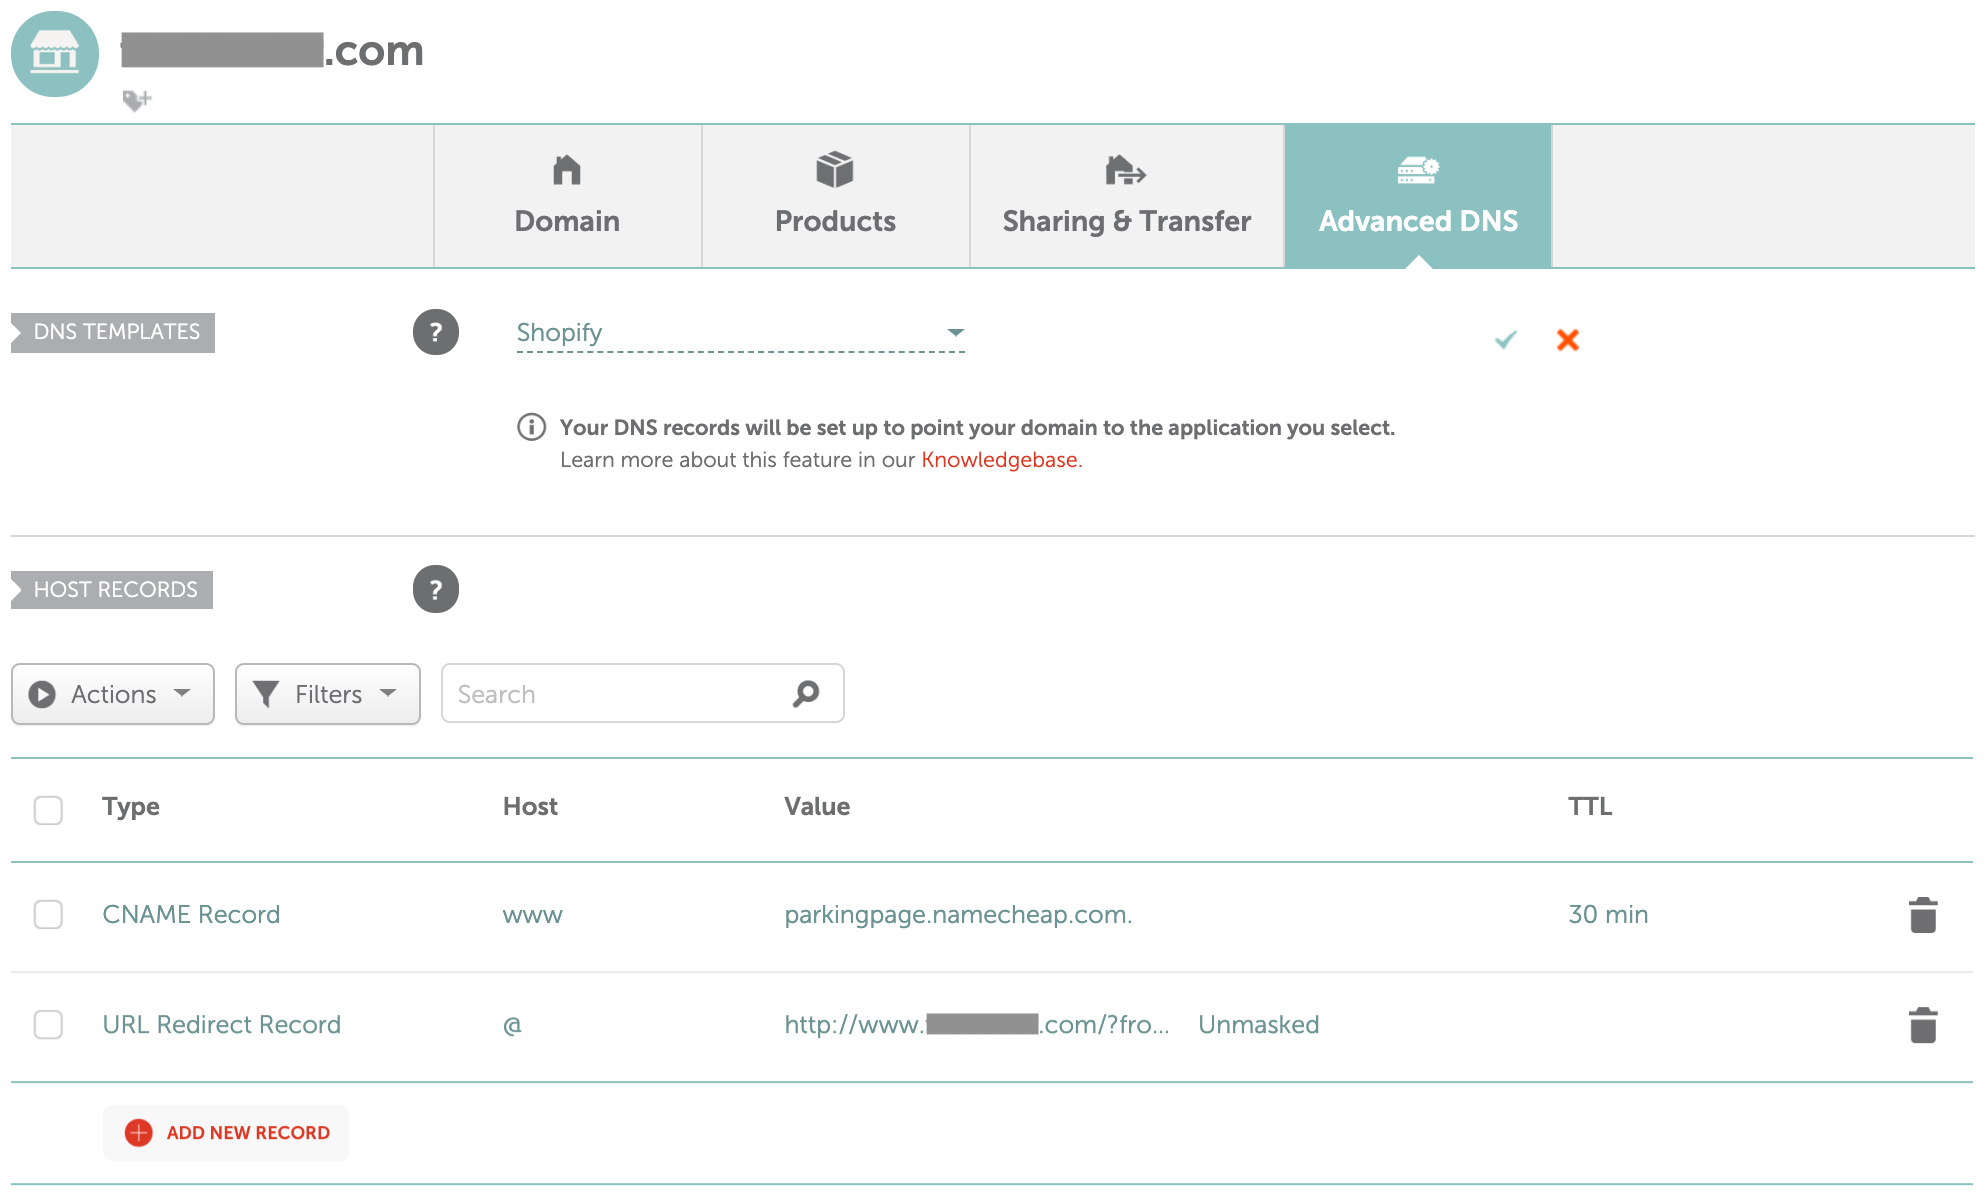 .com
Domain
Products
Sharing & Transfer
Advanced DNS
DNS TEMPLATES
?
Shopify
Your DNS records will be set up to point your domain to the application you select.
Learn more about this feature in our Knowledgebase.
HOST RECORDS
?
Actions
Filters
Search
Type Host Value TTL
CNAME Record www parkingpage.namecheap.com. 30 min
URL Redirect Record @ http://www. .com/?fro... Unmasked
ADD NEW RECORD